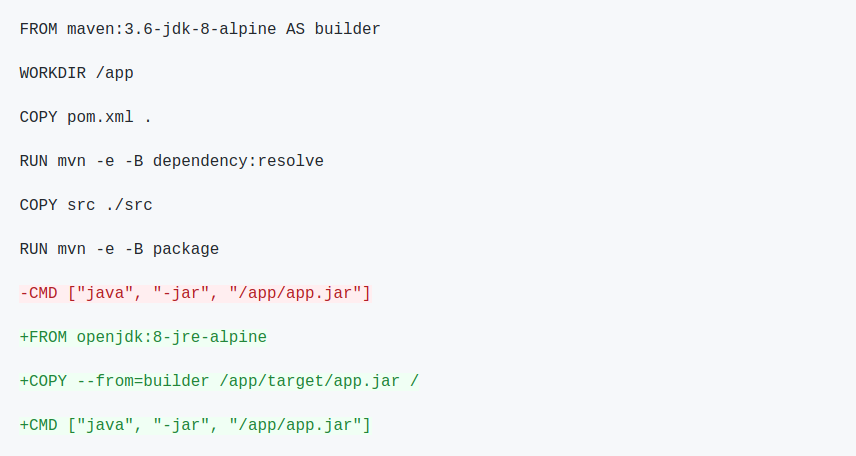 FROM maven:3.6-jdk-8-alpine AS builder
WORKDIR /app
COPY pom.xml .
RUN mvn -e -B dependency:resolve
COPY src ./src
RUN mvn -e -B package
-CMD ["java", "-jar", "/app/app.jar"]
+FROM openjdk:8-jre-alpine
+COPY --from=builder /app/target/app.jar /
+CMD ["java", "-jar", "/app/app.jar"]